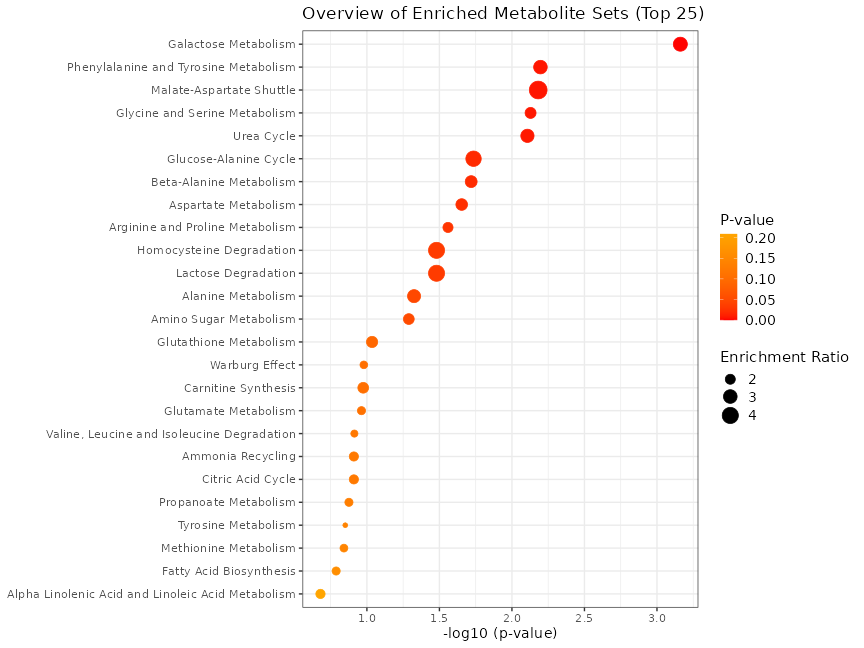 Overview of Enriched Metabolite Sets (Top 25)
Galactose Metabolism
Phenylalanine and Tyrosine Metabolism
Malate-Aspartate Shuttle
Glycine and Serine Metabolism
Urea Cycle
Glucose-Alanine Cycle
Beta-Alanine Metabolism
Aspartate Metabolism
Arginine and Proline Metabolism
Homocysteine Degradation
Lactose Degradation
Alanine Metabolism
Amino Sugar Metabolism
Glutathione Metabolism
Warburg Effect
Carnitine Synthesis
Glutamate Metabolism
Valine, Leucine and Isoleucine Degradation
Ammonia Recycling
Citric Acid Cycle
Propanoate Metabolism
Tyrosine Metabolism
Methionine Metabolism
Fatty Acid Biosynthesis
Alpha Linolenic Acid and Linoleic Acid Metabolism
1.0 1.5 2.0 2.5 3.0
-log10 (p-value)
P-value
0.20
0.15
0.10
0.05
0.00
Enrichment Ratio
2
3
4